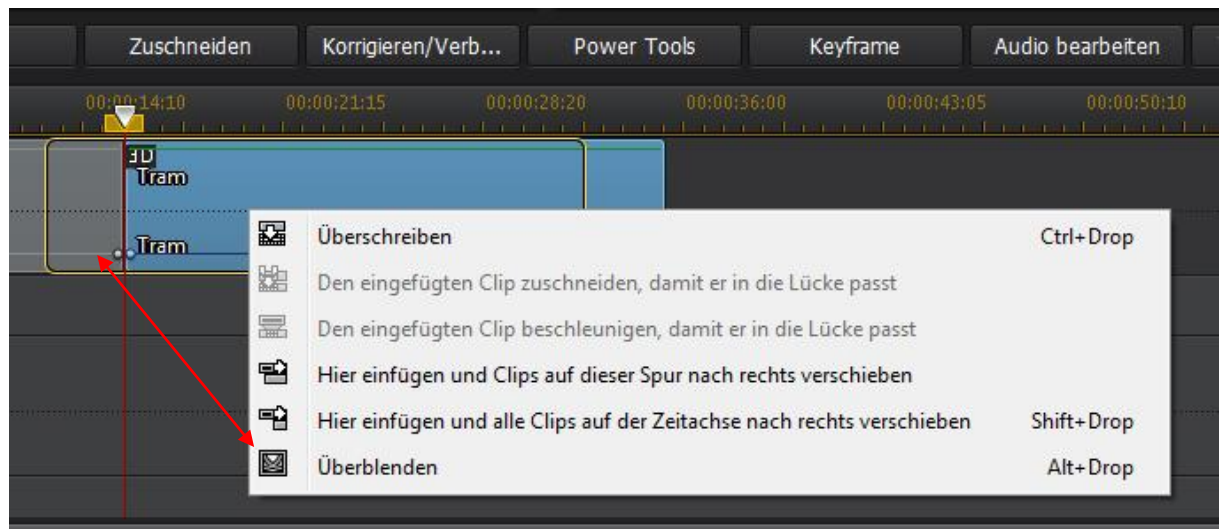 Zuschneiden Korrigieren/Verb... Power Tools Keyframe Audio bearbeiten
00:00:14:10 00:00:21:15 00:00:28:20 00:00:36:00 00:00:43:05 00:00:50:10
3D
Tram
Tram
Überschreiben Ctrl+Drop
Den eingefügten Clip zuschneiden, damit er in die Lücke passt
Den eingefügten Clip beschleunigen, damit er in die Lücke passt
Hier einfügen und Clips auf dieser Spur nach rechts verschieben
Hier einfügen und alle Clips auf der Zeitachse nach rechts verschieben Shift+Drop
Überblenden Alt+Drop